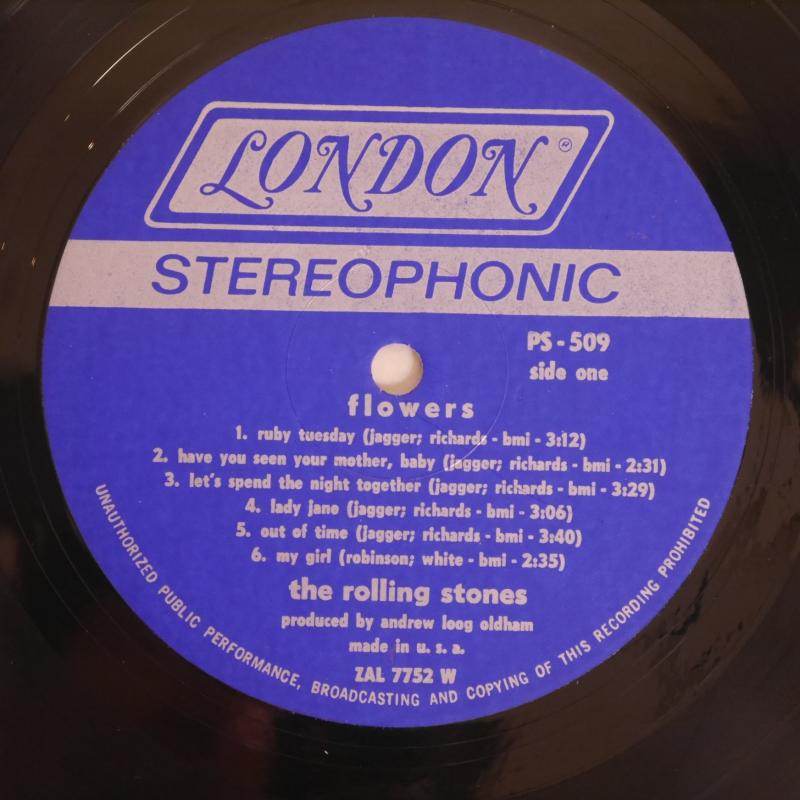 LONDON®
STEREOPHONIC
PS - 509
side one
flowers
1. ruby tuesday (jagger; richards - bmi - 3:12)
2. have you seen your mother, baby (jagger; richards - bmi - 2:31)
3. let's spend the night together (jagger; richards - bmi - 3:29)
4. lady jane (jagger; richards - bmi - 3:06)
5. out of time (jagger; richards - bmi - 3:40)
6. my girl (robinson; white - bmi - 2:35)
the rolling stones
produced by andrew loog oldham
made in u. s. a.
ZAL 7752 W
UNAUTHORIZED PUBLIC PERFORMANCE, BROADCASTING AND COPYING OF THIS RECORDING PROHIBITED